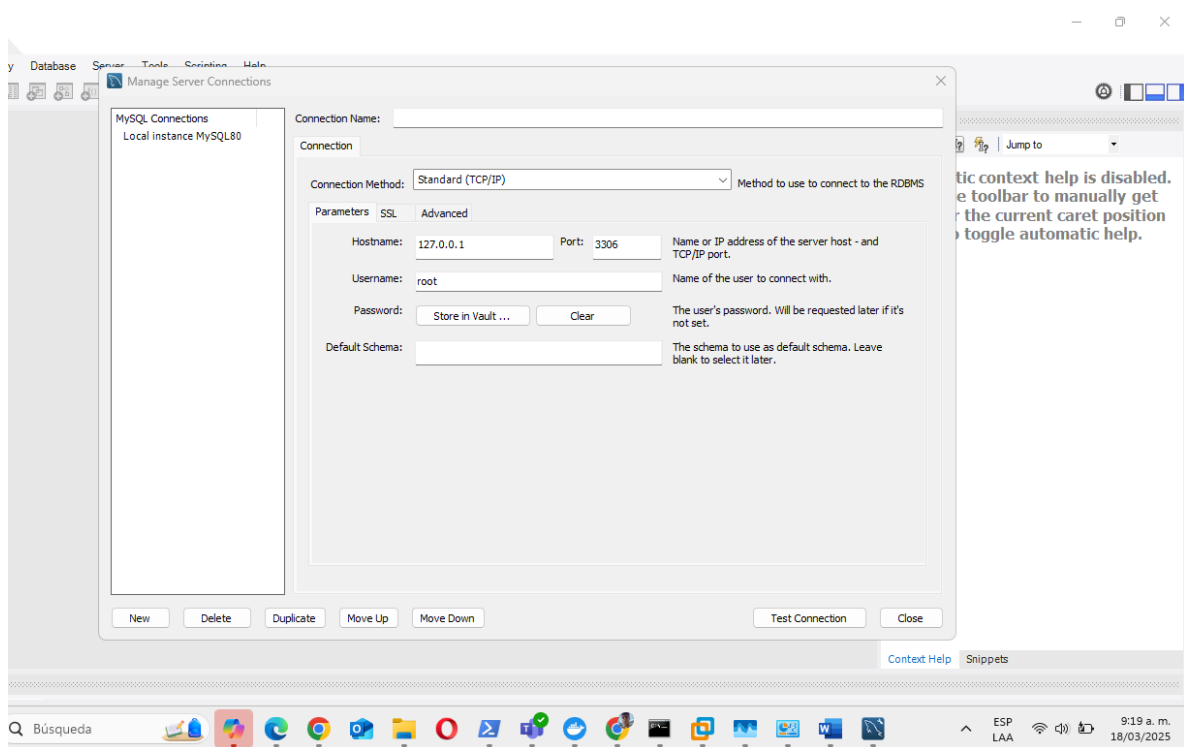 y Database Server Tools Scripting Help
Manage Server Connections
MySQL Connections
Local instance MySQL80
Connection Name:
Connection
Connection Method: Standard (TCP/IP) Method to use to connect to the RDBMS
Parameters SSL Advanced
Hostname: 127.0.0.1 Port: 3306 Name or IP address of the server host - and
TCP/IP port.
Username: root Name of the user to connect with.
Password: Store in Vault ... Clear The user's password. Will be requested later if it's
not set.
Default Schema: The schema to use as default schema. Leave
blank to select it later.
New Delete Duplicate Move Up Move Down Test Connection Close
Jump to
tic context help is disabled.
e toolbar to manually get
r the current caret position
o toggle automatic help.
Context Help Snippets
Búsqueda
ESP
LAA
9:19 a. m.
18/03/2025